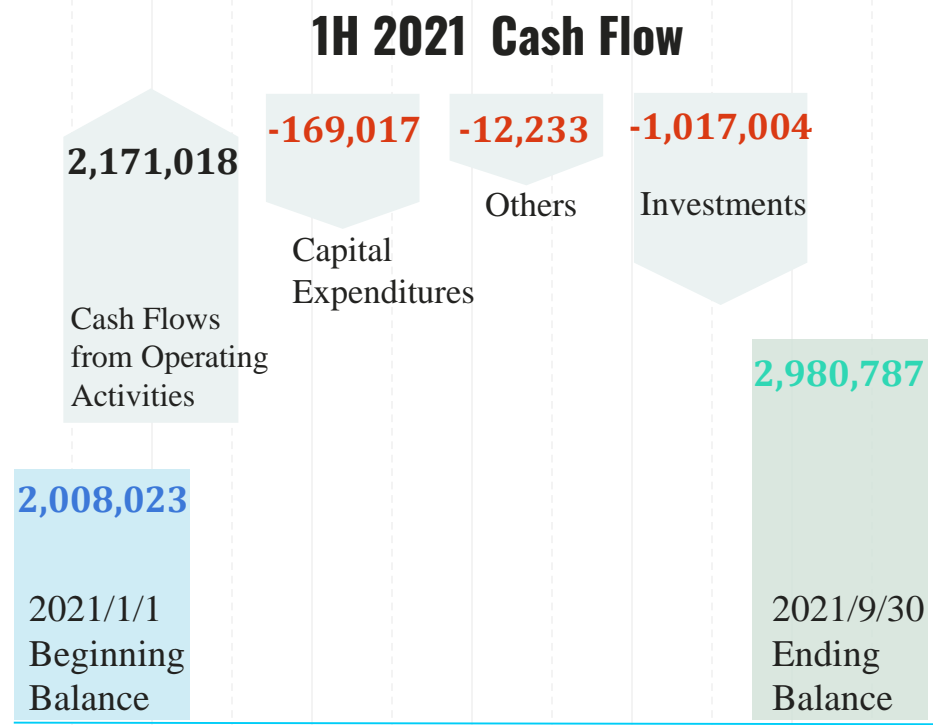 1H 2021 Cash Flow
2,171,018
Cash Flows
from Operating
Activities
-169,017
Capital
Expenditures
-12,233
Others
-1,017,004
Investments
2,008,023
2021/1/1
Beginning
Balance
2,980,787
2021/9/30
Ending
Balance